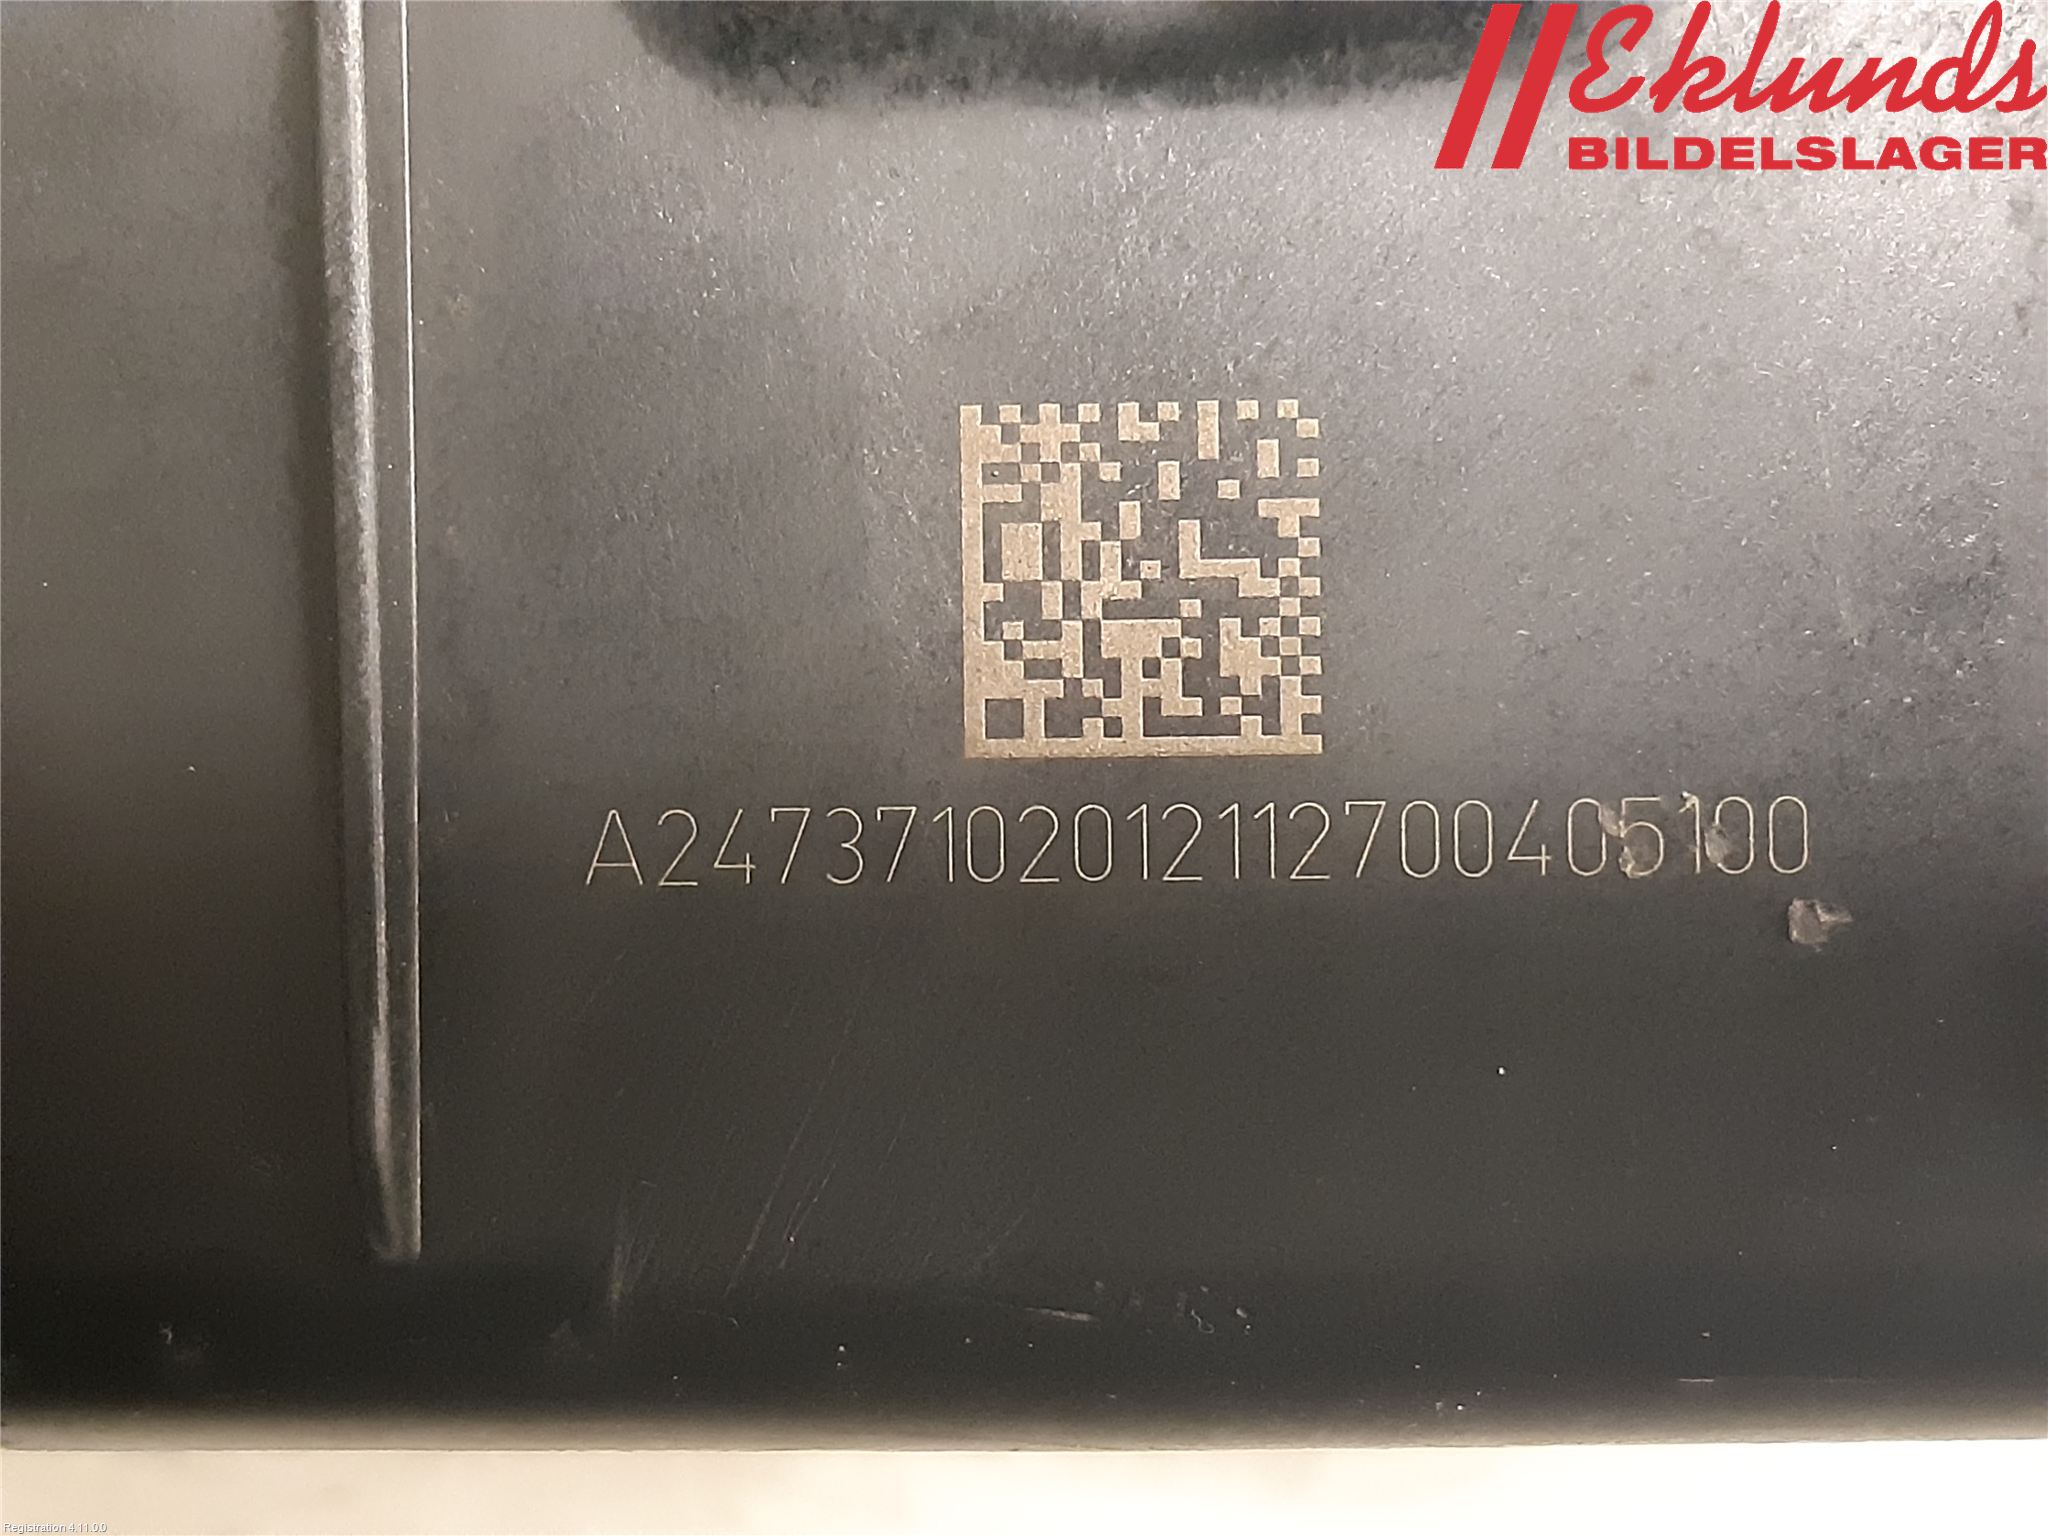 Eklunds
BILDELSLAGER
A24737102012112700405100
Registration 4.11.0.0